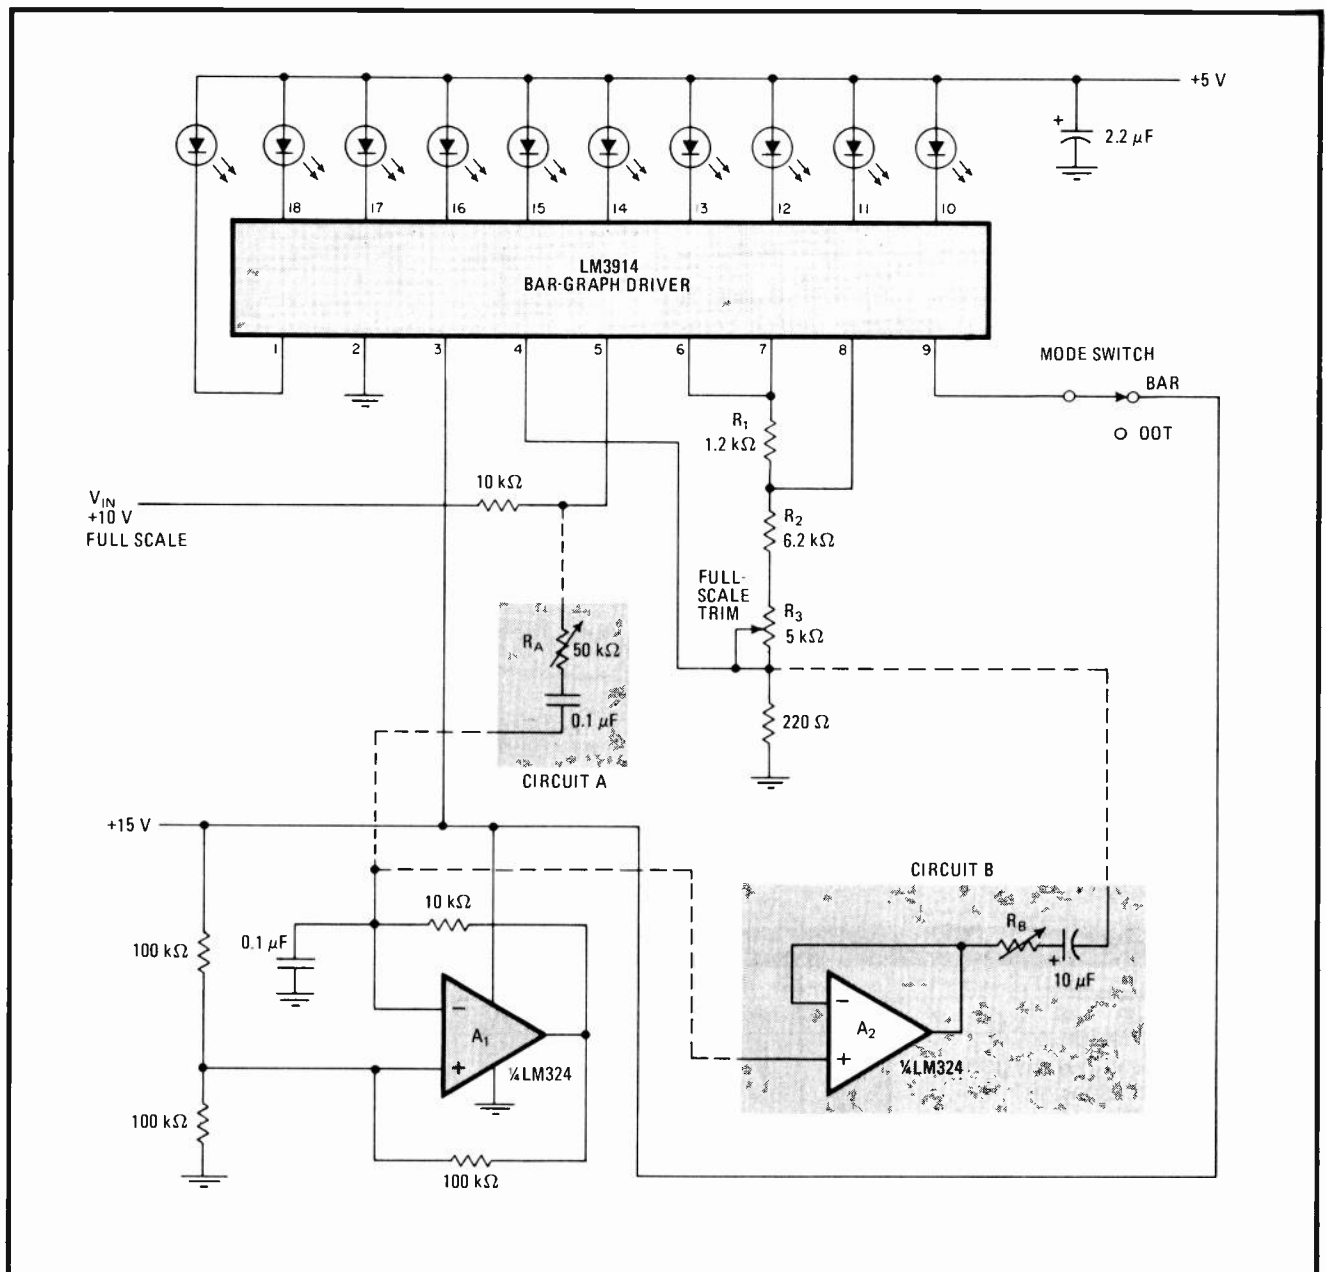 +5 V
+
2.2 µF
18 17 16 15 14 13 12 11 10
LM3914
BAR-GRAPH DRIVER
1 2 3 4 5 6 7 8 9
MODE SWITCH
BAR
DOT
R1
1.2 kΩ
10 kΩ
VIN
+10 V
FULL SCALE
R2
6.2 kΩ
FULL-
SCALE
TRIM
R3
5 kΩ
RA
50 kΩ
0.1 µF
220 Ω
CIRCUIT A
+15 V
CIRCUIT B
10 kΩ
0.1 µF
100 kΩ
RB
+
10 µF
−
A1
+
¼ LM324
−
A2
+
¼ LM324
100 kΩ
100 kΩ